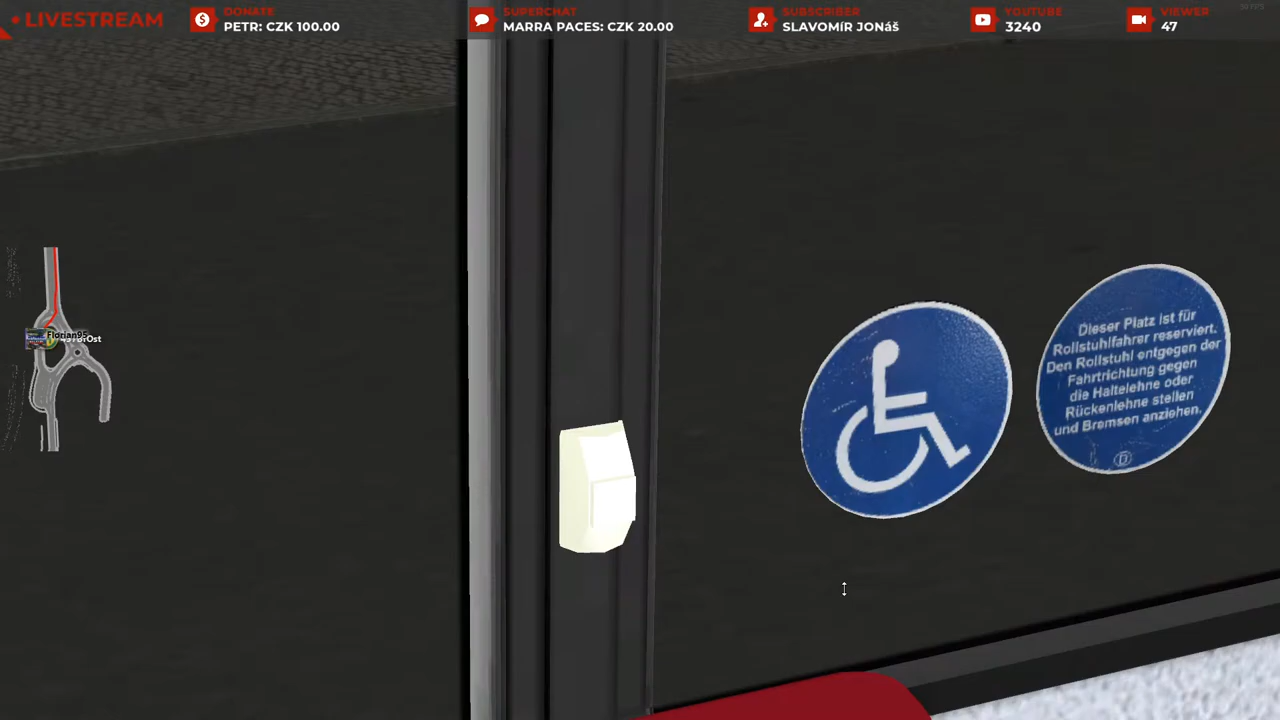 • LIVESTREAM
DONATE
PETR: CZK 100.00
SUPERCHAT
MARRA PACES: CZK 20.00
SUBSCRIBER
SLAVOMÍR JONáš
YOUTUBE
3240
VIEWER
47
Florian95
Dieser Platz ist für
Rollstuhlfahrer reserviert.
Den Rollstuhl entgegen der
Fahrtrichtung gegen
die Haltelehne oder
Rückenlehne stellen
und Bremsen anziehen.
D